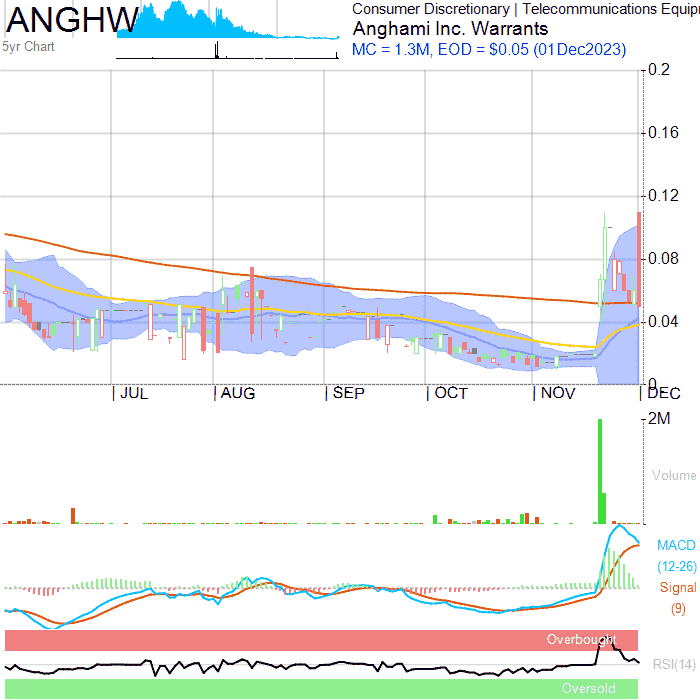 ANGHW
5yr Chart
Consumer Discretionary | Telecommunications Equip
Anghami Inc. Warrants
MC = 1.3M, EOD = $0.05 (01Dec2023)
0.2
0.16
0.12
0.08
0.04
0
| JUL | AUG | SEP | OCT | NOV | DEC
2M
Volume
MACD
(12-26)
Signal
(9)
Overbought
RSI(14)
Oversold